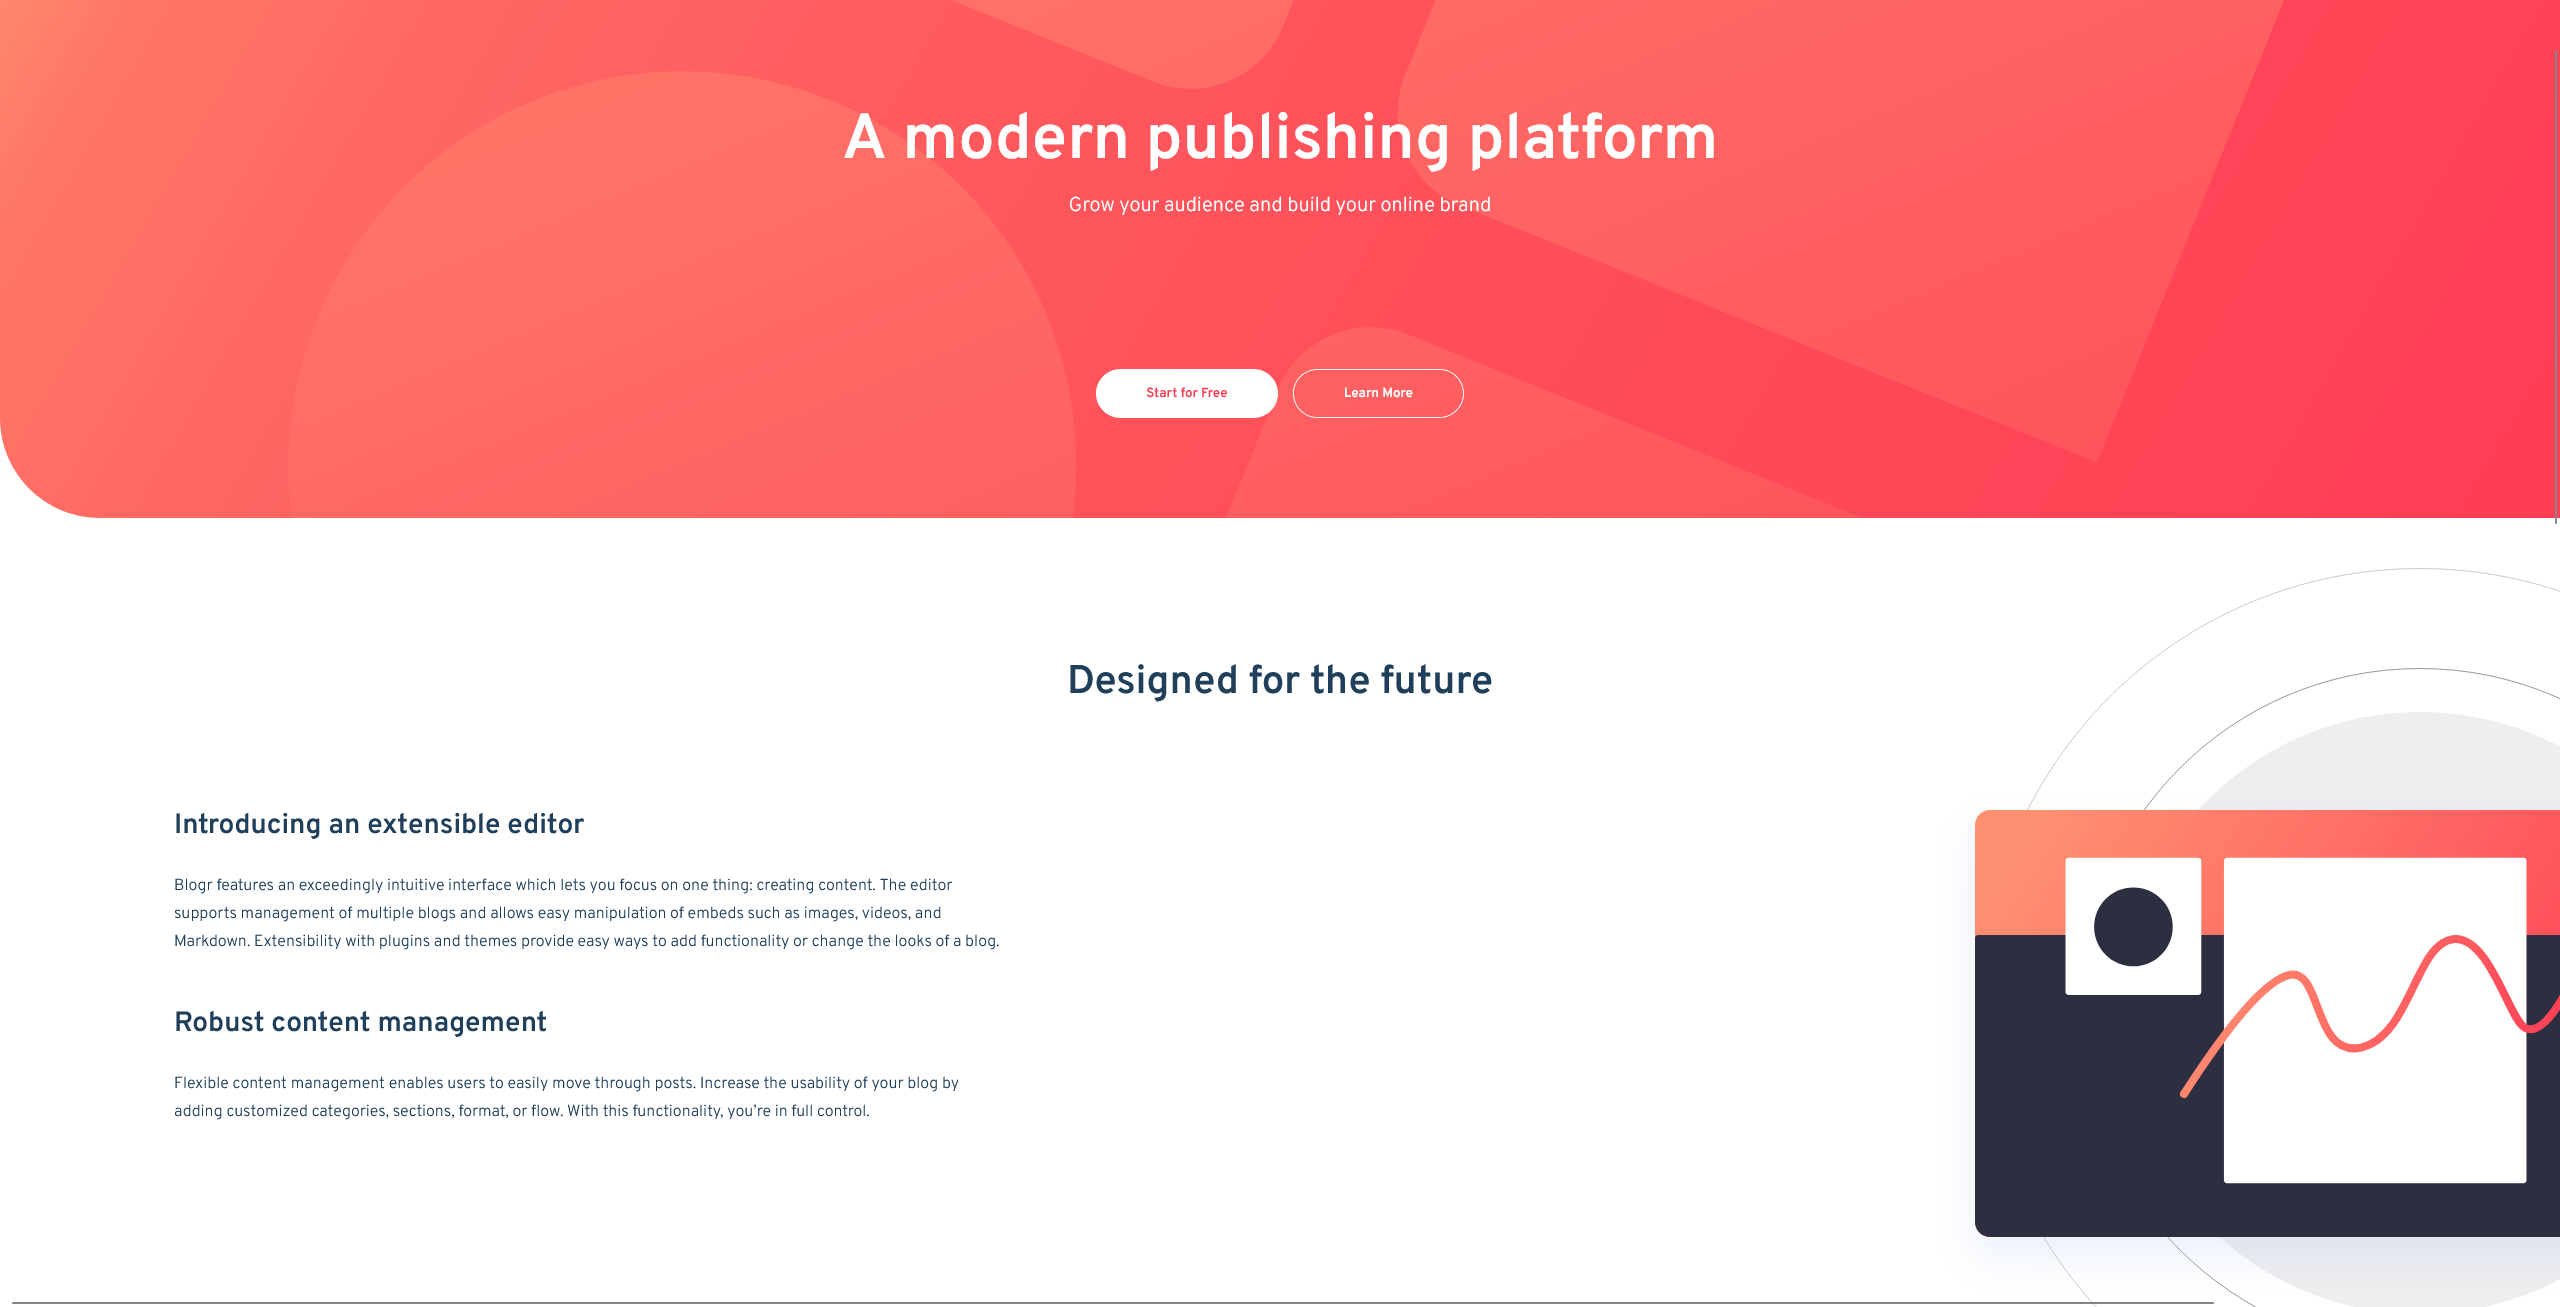 A modern publishing platform
Grow your audience and build your online brand
Start for Free
Learn More
Designed for the future
Introducing an extensible editor
Blogr features an exceedingly intuitive interface which lets you focus on one thing: creating content. The editor
supports management of multiple blogs and allows easy manipulation of embeds such as images, videos, and
Markdown. Extensibility with plugins and themes provide easy ways to add functionality or change the looks of a blog.
Robust content management
Flexible content management enables users to easily move through posts. Increase the usability of your blog by
adding customized categories, sections, format, or flow. With this functionality, you’re in full control.